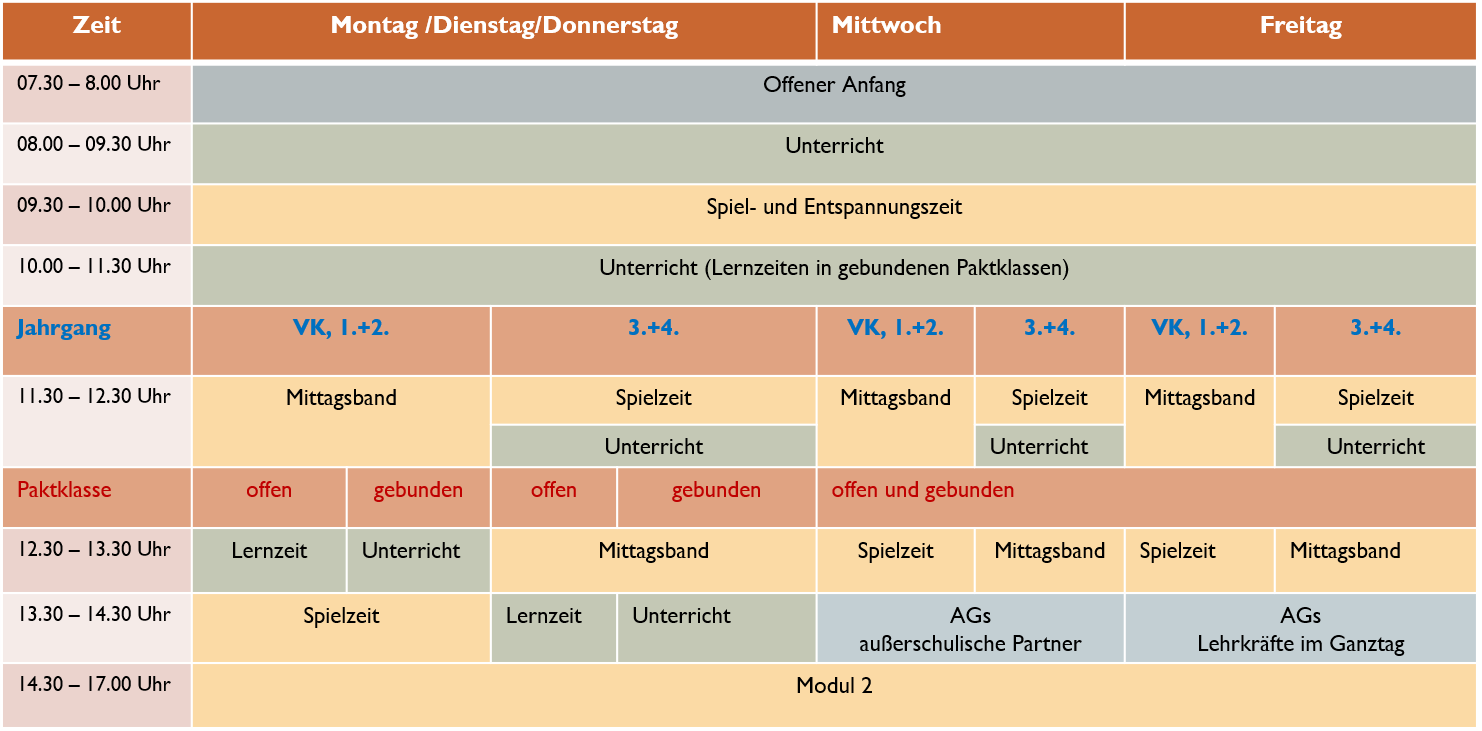 Zeit Montag /Dienstag/Donnerstag Mittwoch Freitag
07.30 – 8.00 Uhr Offener Anfang
08.00 – 09.30 Uhr Unterricht
09.30 – 10.00 Uhr Spiel- und Entspannungszeit
10.00 – 11.30 Uhr Unterricht (Lernzeiten in gebundenen Paktklassen)
Jahrgang VK, 1.+2. 3.+4. VK, 1.+2. 3.+4. VK, 1.+2. 3.+4.
11.30 – 12.30 Uhr Mittagsband Spielzeit Mittagsband Spielzeit Mittagsband Spielzeit
Unterricht Unterricht Unterricht
Paktklasse offen gebunden offen gebunden offen und gebunden
12.30 – 13.30 Uhr Lernzeit Unterricht Mittagsband Spielzeit Mittagsband Spielzeit Mittagsband
13.30 – 14.30 Uhr Spielzeit Lernzeit Unterricht AGs AGs
außerschulische Partner Lehrkräfte im Ganztag
14.30 – 17.00 Uhr Modul 2